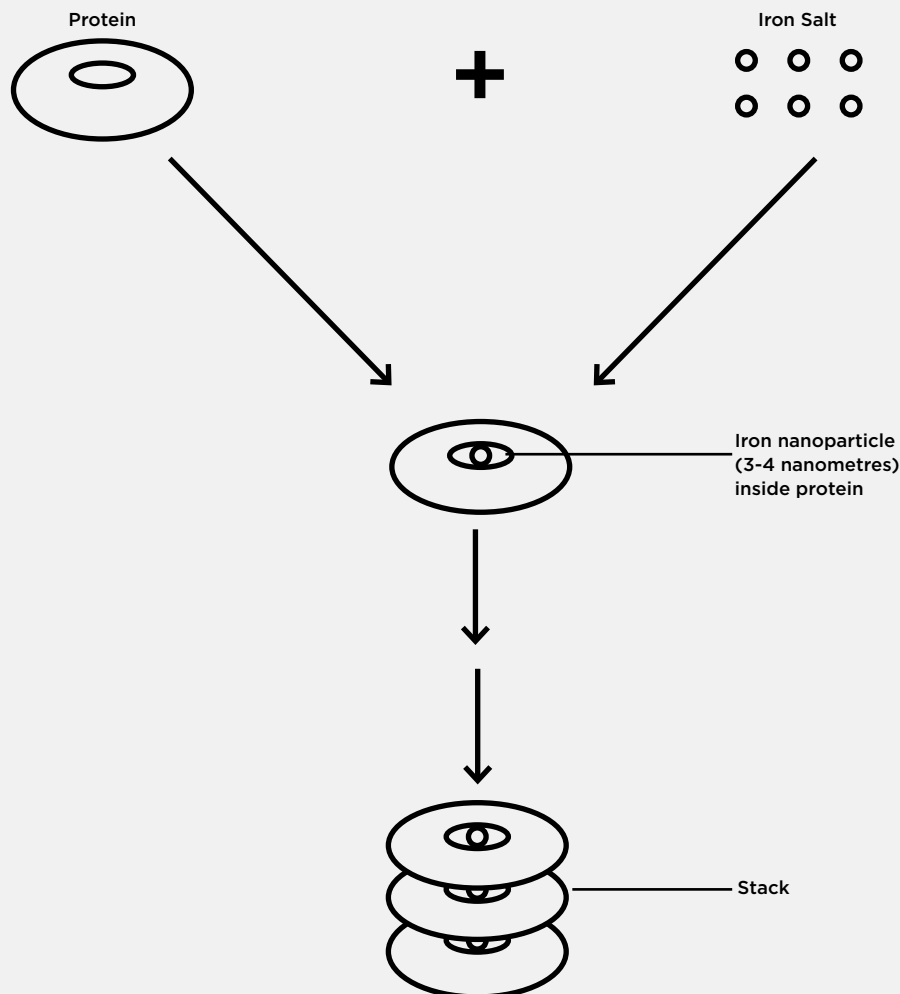 Protein
Iron Salt
Iron nanoparticle
(3-4 nanometres)
inside protein
Stack